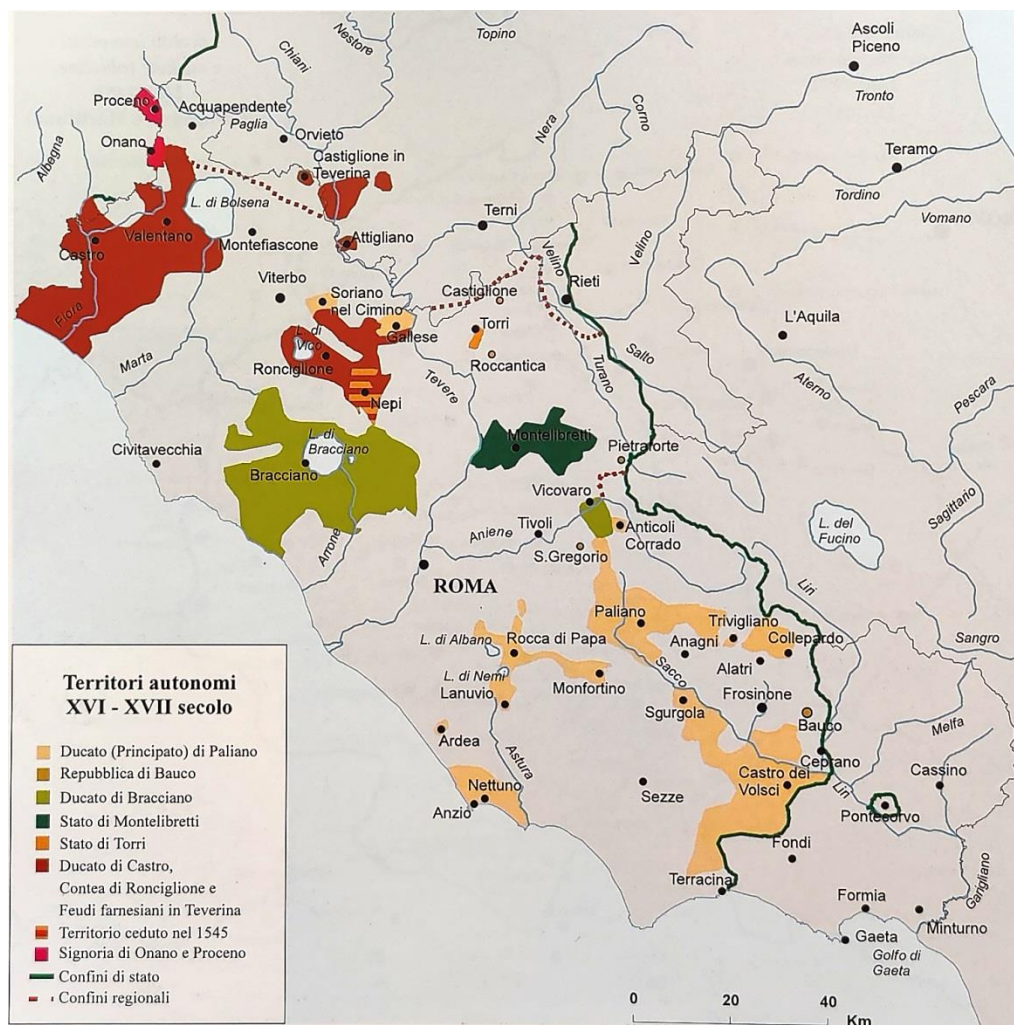 Ascoli
Piceno
Topino
Nestore
Chiani
Proceno
Acquapendente
Paglia
Orvieto
Corno
Nera
Tronto
Onano
Albegna
Castiglione in
Teverina
Teramo
Tordino
L. di Bolsena
Terni
Vomano
Valentano
Castro
Montefiascone
Attigliano
Velino
Velino
Viterbo
Castiglione
Rieti
Soriano
nel Cimino
Fiora
Gallese
Torri
L'Aquila
L. di
Vico
Ronciglione
Roccantica
Salto
Marta
Tevere
Turano
Aterno
Pescara
Nepi
L. di
Bracciano
Montelibretti
Pietraforte
Civitavecchia
Bracciano
Vicovaro
Sagittario
Arrone
Aniene
Tivoli
Anticoli
Corrado
L. del
Fucino
S.Gregorio
ROMA
Liri
Paliano
Trivigliano
L. di Albano
Rocca di Papa
Anagni
Collepardo
Sangro
Alatri
L. di Nemi
Sacco
Monfortino
Lanuvio
Frosinone
Sgurgola
Bauco
Melfa
Ardea
Astura
Ceprano
Cassino
Nettuno
Castro dei
Volsci
Liri
Anzio
Sezze
Pontecorvo
Fondi
Garigliano
Terracina
Formia
Minturno
Gaeta
Golfo di
Gaeta
Territori autonomi
XVI - XVII secolo
Ducato (Principato) di Paliano
Repubblica di Bauco
Ducato di Bracciano
Stato di Montelibretti
Stato di Torri
Ducato di Castro,
Contea di Ronciglione e
Feudi farnesiani in Teverina
Territorio ceduto nel 1545
Signoria di Onano e Proceno
Confini di stato
Confini regionali
0 20 40
Km